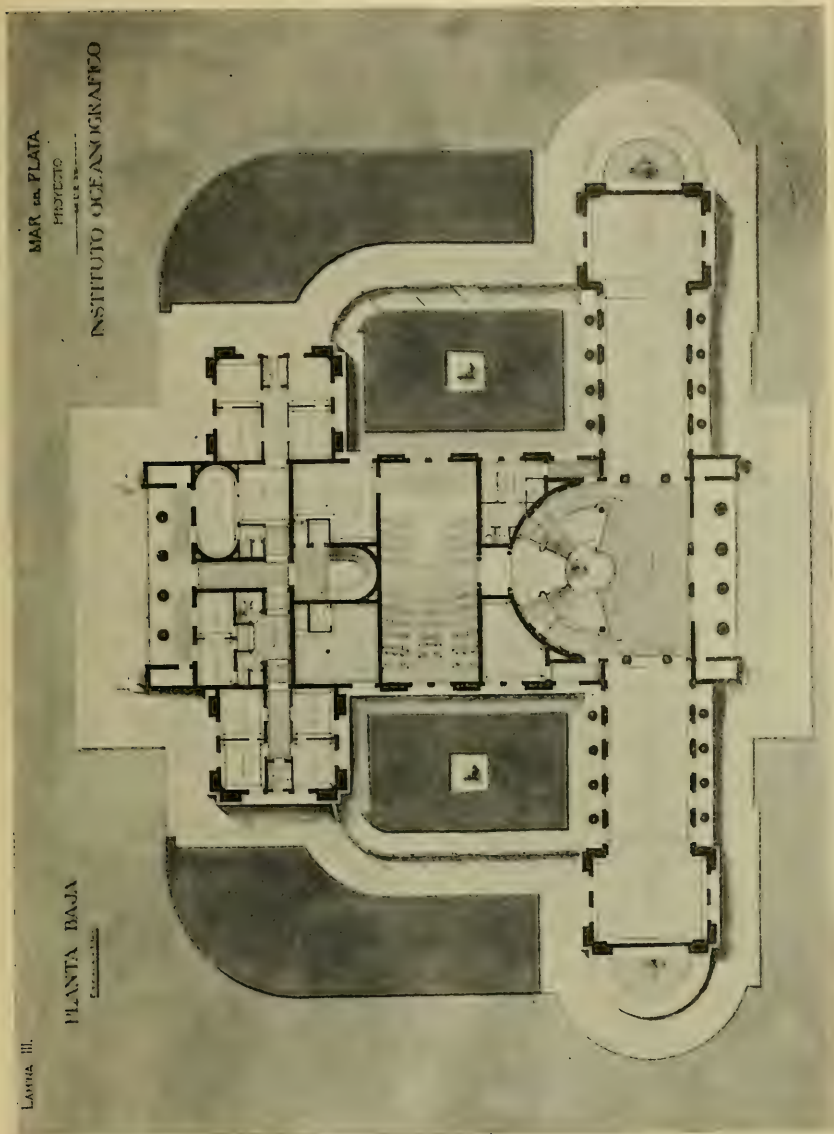 LAMINA III.
PLANTA BAJA
MAR DEL PLATA
PROYECTO
INSTITUTO OCEANOGRAFICO